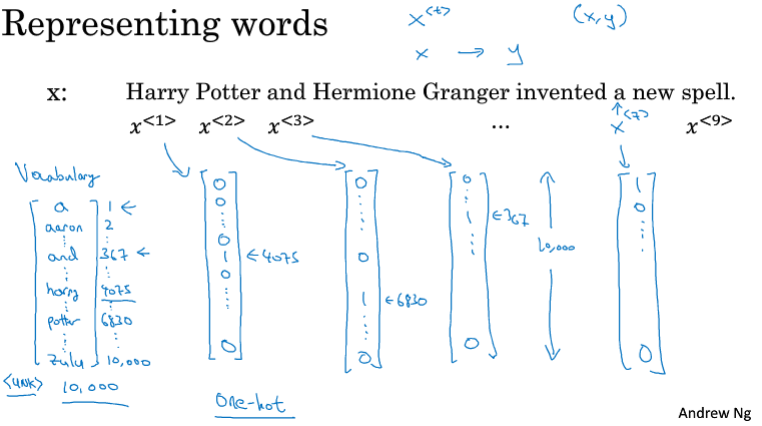 Representing words
x<t>
(x,y)
x → y
x: Harry Potter and Hermione Granger invented a new spell.
x<1> x<2> x<3> ... x<7> x<9>
Vocabulary
a 1 ←
aaron 2
and 367 ←
harry 4075
potter 6830
zulu 10,000
<UNK> 10,000
0
0
0
1 ← 4075
0
0
0
0
1 ← 6830
0
0
1 ← 367
0
10,000
1
0
0
One-hot
Andrew Ng